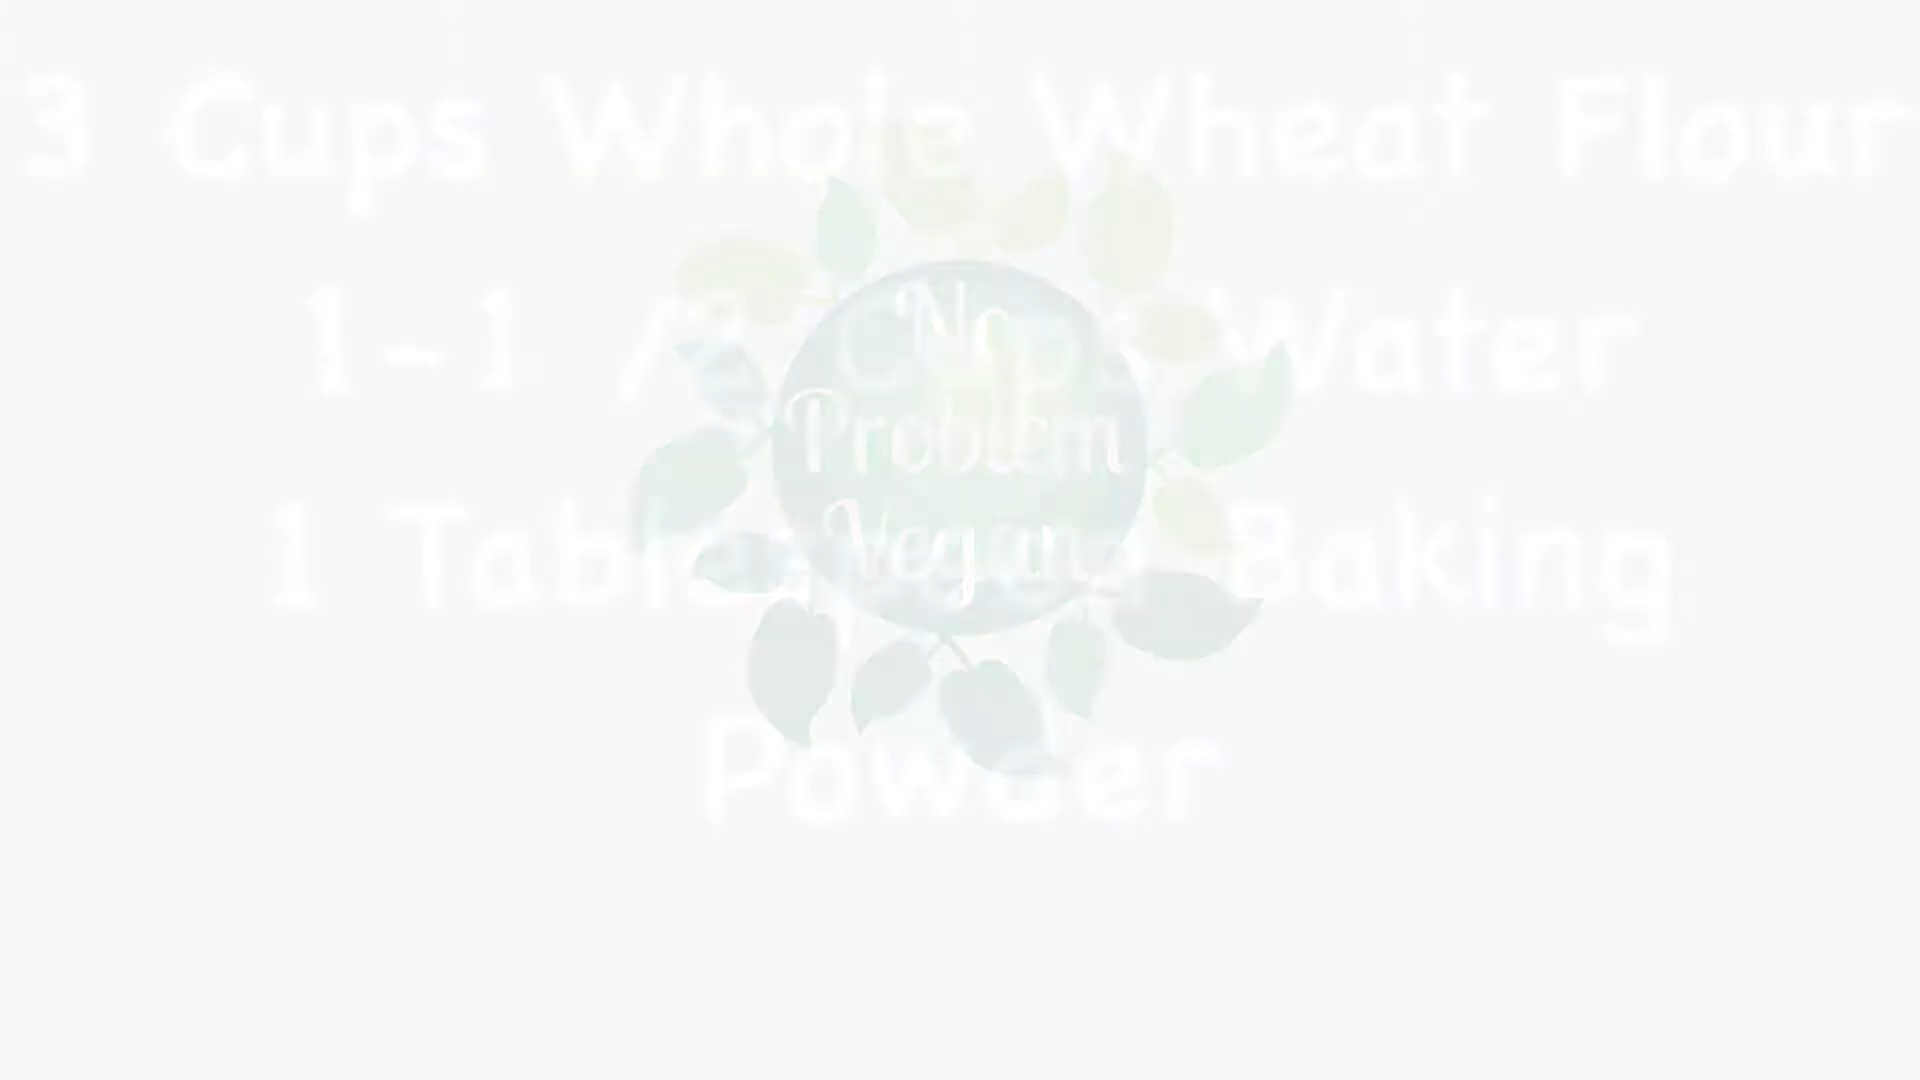 3 Cups Whole Wheat Flour
1-1 /2 Cups Water
1 Tablespoon Baking
Powder
No
Problem
Vegan